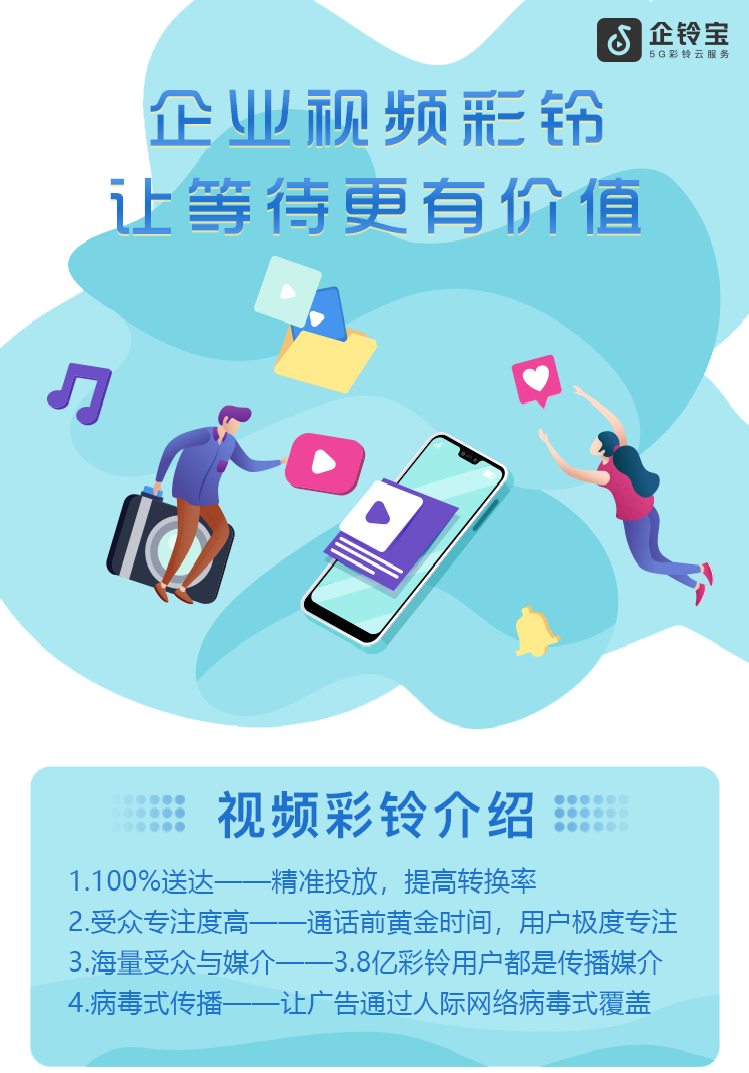 企铃宝
5G彩铃云服务
企业视频彩铃
让等待更有价值
视频彩铃介绍
1.100%送达——精准投放，提高转换率
2.受众专注度高——通话前黄金时间，用户极度专注
3.海量受众与媒介——3.8亿彩铃用户都是传播媒介
4.病毒式传播——让广告通过人际网络病毒式覆盖